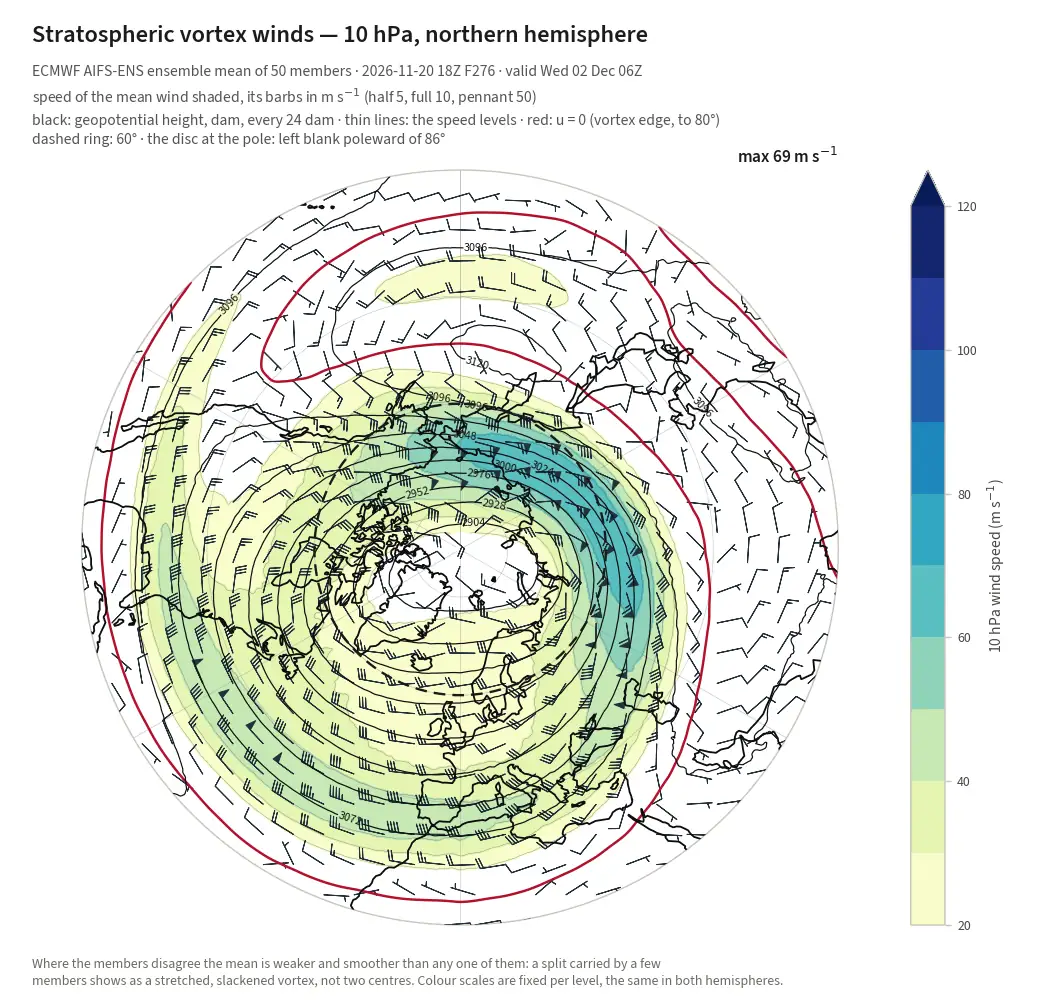 Stratospheric vortex winds — 10 hPa, northern hemisphere
ECMWF AIFS-ENS ensemble mean of 50 members · 2026-11-20 18Z F276 · valid Wed 02 Dec 06Z
speed of the mean wind shaded, its barbs in m s⁻¹ (half 5, full 10, pennant 50)
black: geopotential height, dam, every 24 dam · thin lines: the speed levels · red: u = 0 (vortex edge, to 80°)
dashed ring: 60° · the disc at the pole: left blank poleward of 86°
max 69 m s⁻¹
120
100
80
60
40
20
10 hPa wind speed (m s⁻¹)
3096
3096
3120
3096
3096
3096
3048
3000
3024
2976
2952
2928
2904
3072
Where the members disagree the mean is weaker and smoother than any one of them: a split carried by a few
members shows as a stretched, slackened vortex, not two centres. Colour scales are fixed per level, the same in both hemispheres.